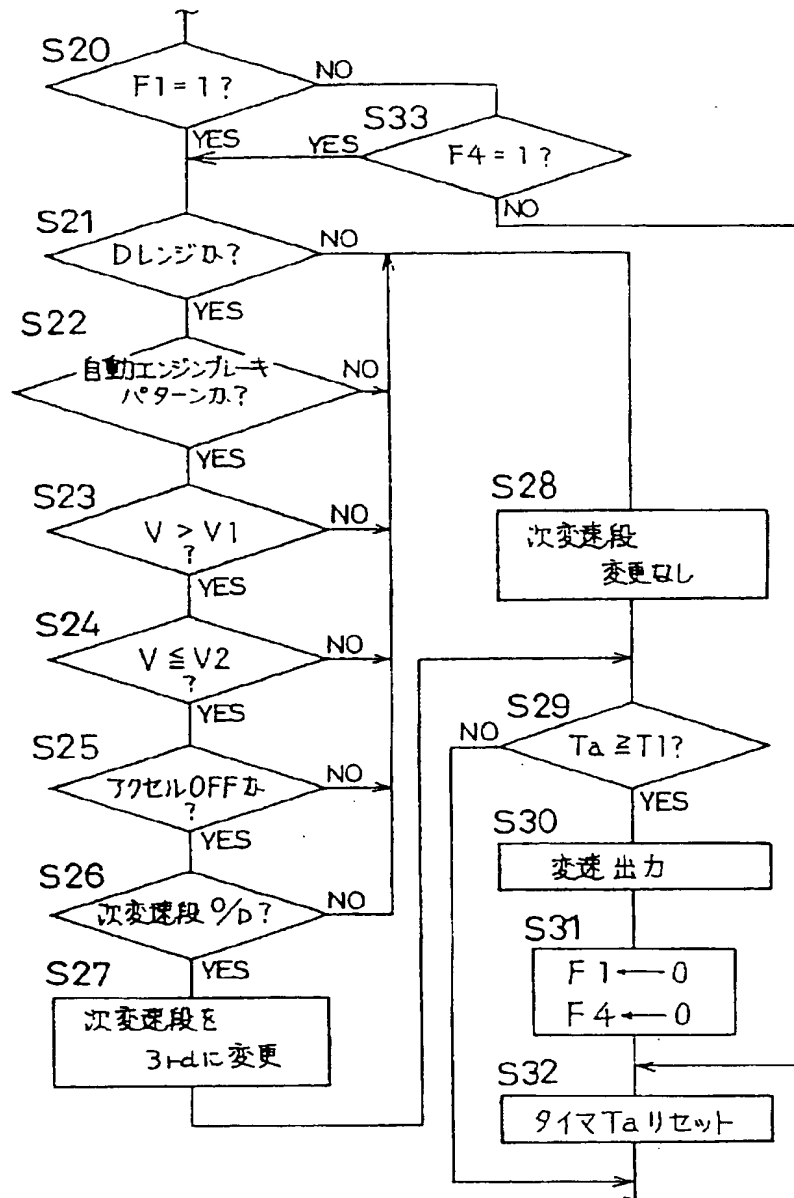 S20
F1=1?
NO
YES
S33
F4=1?
YES
NO
S21
Dレンジか?
NO
YES
S22
自動エンジンブレーキ
パターンか?
NO
YES
S23
V > V1
?
NO
YES
S24
V ≦ V2
?
NO
YES
S25
アクセルOFFか
?
NO
YES
S26
次変速段 O/D?
NO
YES
S27
次変速段を
3rdに変更
S28
次変速段
変更なし
S29
Ta ≧ T1?
NO
YES
S30
変速出力
S31
F1 ← 0
F4 ← 0
S32
タイマTaリセット